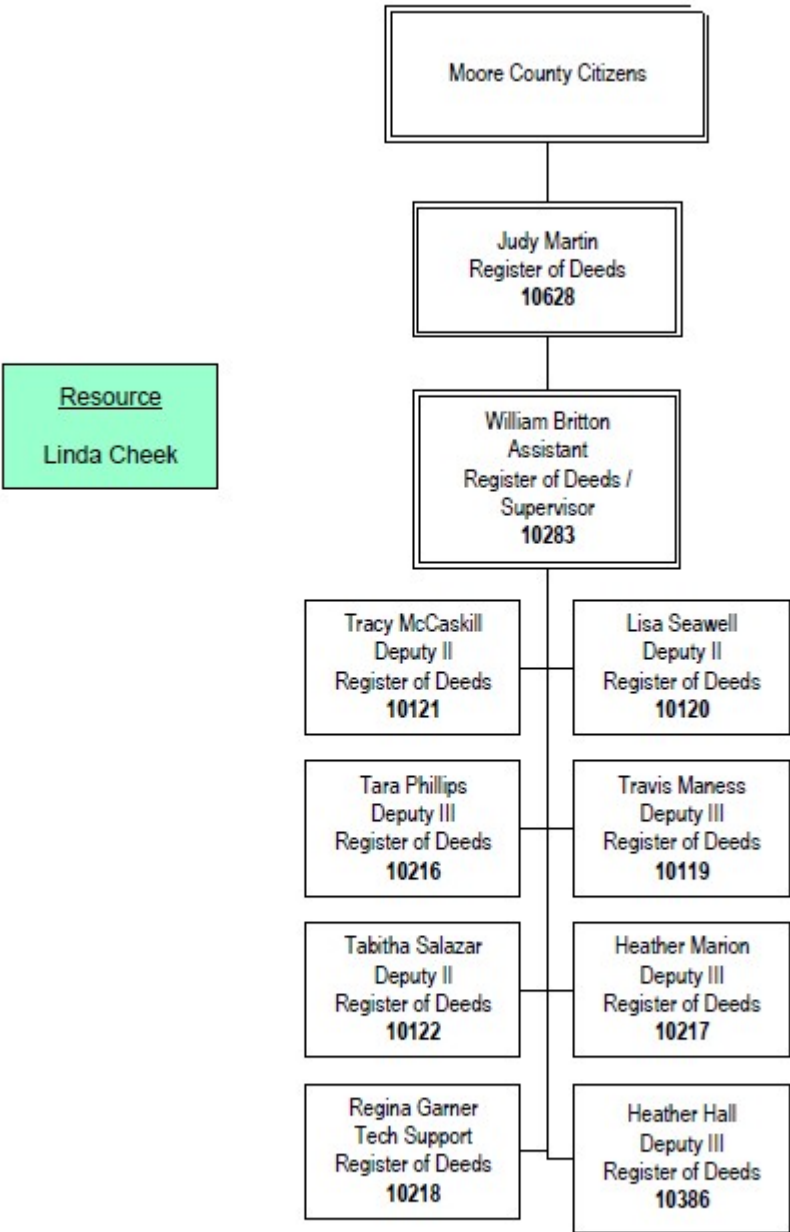 Moore County Citizens
Judy Martin
Register of Deeds
10628
Resource
Linda Cheek
William Britton
Assistant
Register of Deeds /
Supervisor
10283
Tracy McCaskill
Deputy II
Register of Deeds
10121
Lisa Seawell
Deputy II
Register of Deeds
10120
Tara Phillips
Deputy III
Register of Deeds
10216
Travis Maness
Deputy III
Register of Deeds
10119
Tabitha Salazar
Deputy II
Register of Deeds
10122
Heather Marion
Deputy III
Register of Deeds
10217
Regina Garner
Tech Support
Register of Deeds
10218
Heather Hall
Deputy III
Register of Deeds
10386